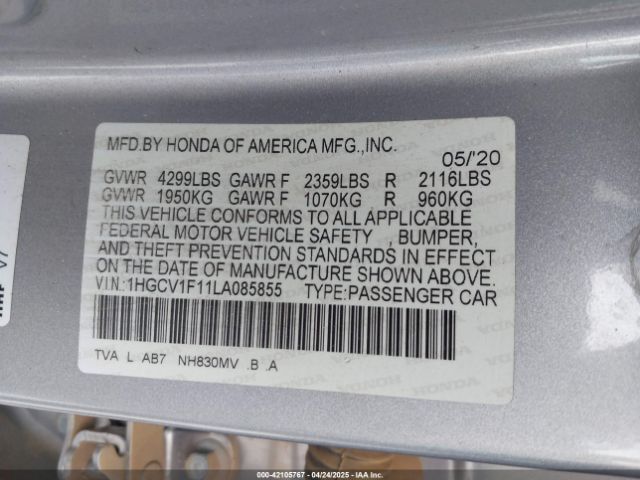 MFD.BY HONDA OF AMERICA MFG.,INC.
05/'20
GVWR 4299LBS GAWR F 2359LBS R 2116LBS
GVWR 1950KG GAWR F 1070KG R 960KG
THIS VEHICLE CONFORMS TO ALL APPLICABLE
FEDERAL MOTOR VEHICLE SAFETY BUMPER,
AND THEFT PREVENTION STANDARDS IN EFFECT
ON THE DATE OF MANUFACTURE SHOWN ABOVE.
VIN:1HGCV1F11LA085855 TYPE:PASSENGER CAR
TVA L AB7 NH830MV .B .A
000-42105767 - 04/24/2025 - IAAI.COM